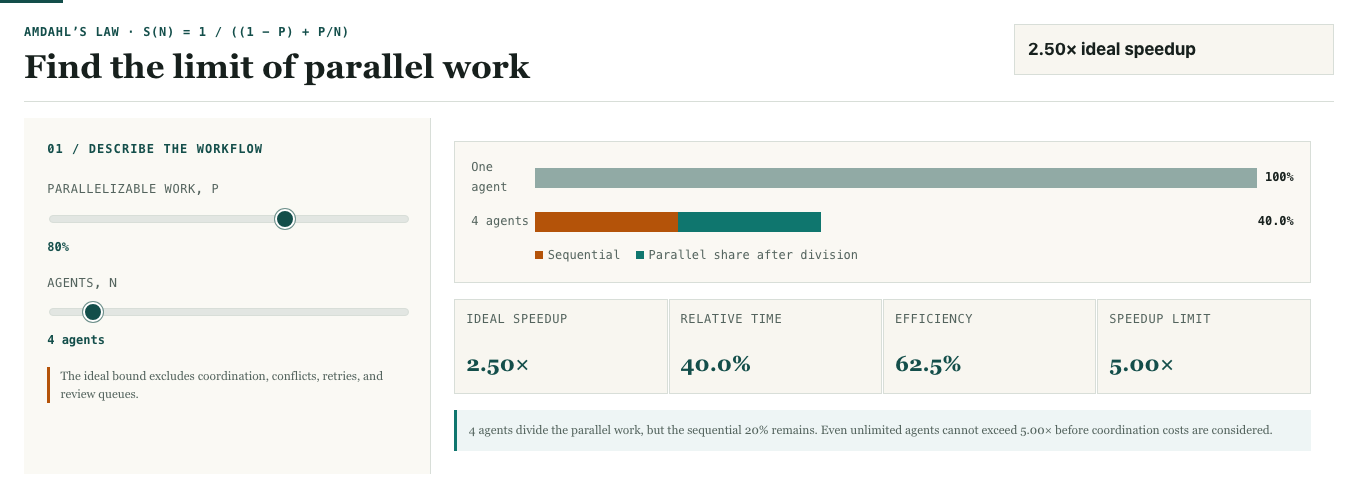 AMDAHL’S LAW · S(N) = 1 / ((1 − P) + P/N)
Find the limit of parallel work
2.50× ideal speedup
01 / DESCRIBE THE WORKFLOW
PARALLELIZABLE WORK, P
80%
AGENTS, N
4 agents
The ideal bound excludes coordination, conflicts, retries, and
review queues.
One
agent
100%
4 agents
40.0%
Sequential
Parallel share after division
IDEAL SPEEDUP
2.50×
RELATIVE TIME
40.0%
EFFICIENCY
62.5%
SPEEDUP LIMIT
5.00×
4 agents divide the parallel work, but the sequential 20% remains. Even unlimited agents cannot exceed 5.00× before coordination costs are considered.